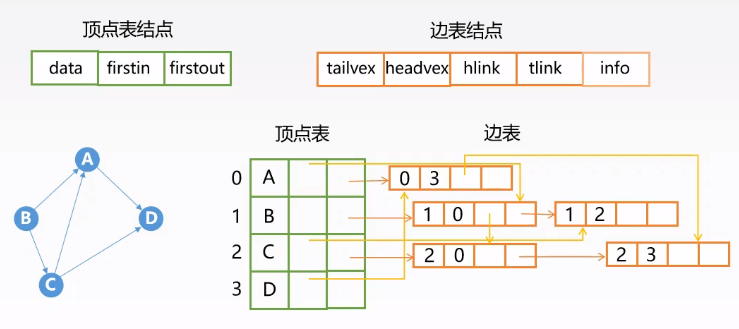 顶点表结点
边表结点
data firstin firstout
tailvex headvex hlink tlink info
顶点表
边表
A
B
D
C
0 A 0 3
1 B 1 0 1 2
2 C 2 0 2 3
3 D